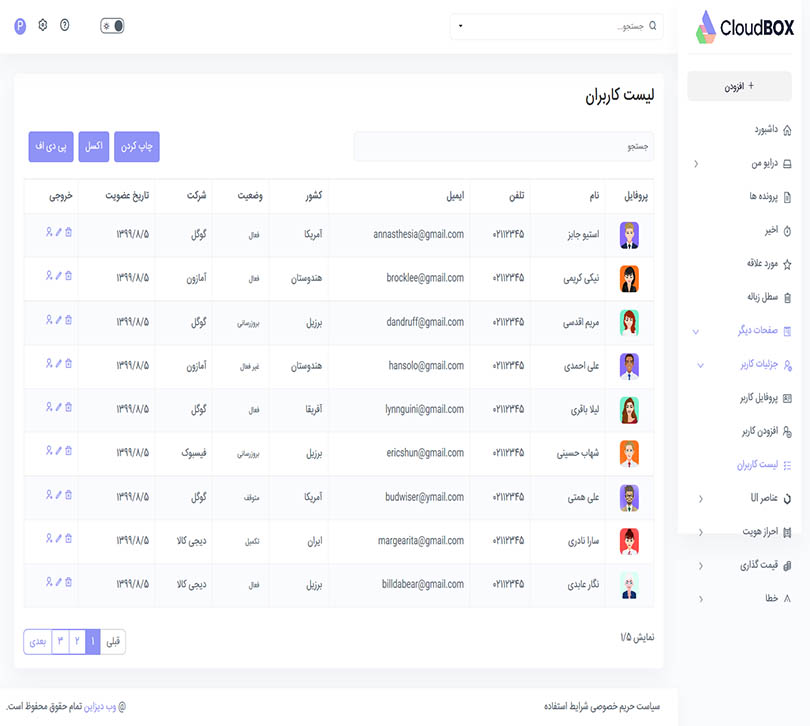 CloudBOX
جستجو...
+ افزودن
داشبورد
درایو من
پرونده ها
اخیر
مورد علاقه
سطل زباله
صفحات دیگر
جزئیات کاربر
پروفایل کاربر
افزودن کاربر
لیست کاربران
عناصر UI
احراز هویت
قیمت گذاری
خطا
لیست کاربران
جستجو
چاپ کردن اکسل پی دی اف
پروفایل نام تلفن ایمیل کشور وضعیت شرکت تاریخ عضویت خروجی
استیو جابز ۰۲۱۱۲۳۴۵ annasthesia@gmail.com آمریکا فعال گوگل ۱۳۹۹/۸/۵
نیکی کریمی ۰۲۱۱۲۳۴۵ brocklee@gmail.com هندوستان فعال آمازون ۱۳۹۹/۸/۵
مریم اقدسی ۰۲۱۱۲۳۴۵ dandruff@gmail.com برزیل بروزرسانی گوگل ۱۳۹۹/۸/۵
علی احمدی ۰۲۱۱۲۳۴۵ hansolo@gmail.com هندوستان غیر فعال آمازون ۱۳۹۹/۸/۵
لیلا باقری ۰۲۱۱۲۳۴۵ lynnguini@gmail.com آفریقا فعال گوگل ۱۳۹۹/۸/۵
شهاب حسینی ۰۲۱۱۲۳۴۵ ericshun@gmail.com برزیل بروزرسانی فیسبوک ۱۳۹۹/۸/۵
علی همتی ۰۲۱۱۲۳۴۵ budwiser@ymail.com آمریکا متوقف گوگل ۱۳۹۹/۸/۵
سارا نادری ۰۲۱۱۲۳۴۵ margearita@gmail.com ایران تکمیل دیجی کالا ۱۳۹۹/۸/۵
نگار عابدی ۰۲۱۱۲۳۴۵ billdabear@gmail.com برزیل فعال دیجی کالا ۱۳۹۹/۸/۵
نمایش ۱/۵
قبلی ۱ ۲ ۳ بعدی
سیاست حریم خصوصی شرایط استفاده
@ وب دیزاین تمام حقوق محفوظ است.